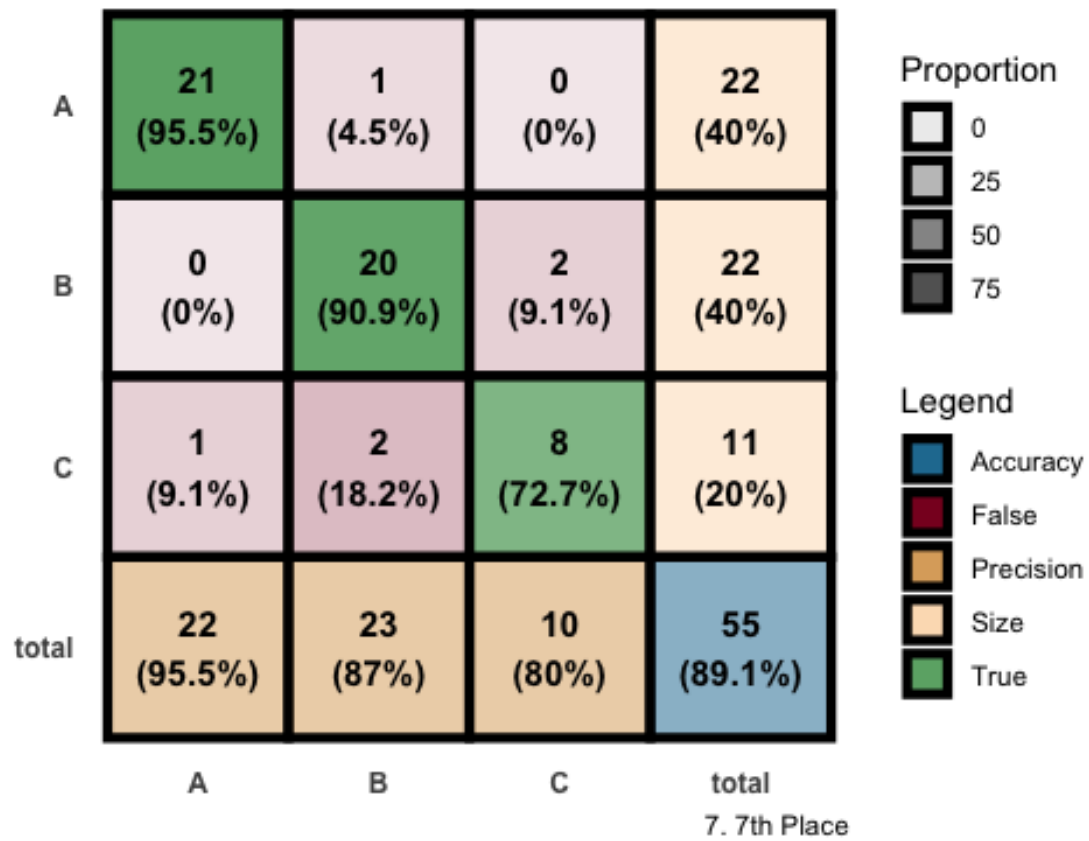 A
21
(95.5%)
1
(4.5%)
0
(0%)
22
(40%)
B
0
(0%)
20
(90.9%)
2
(9.1%)
22
(40%)
C
1
(9.1%)
2
(18.2%)
8
(72.7%)
11
(20%)
total
22
(95.5%)
23
(87%)
10
(80%)
55
(89.1%)
A
B
C
total
7. 7th Place
Proportion
0
25
50
75
Legend
Accuracy
False
Precision
Size
True